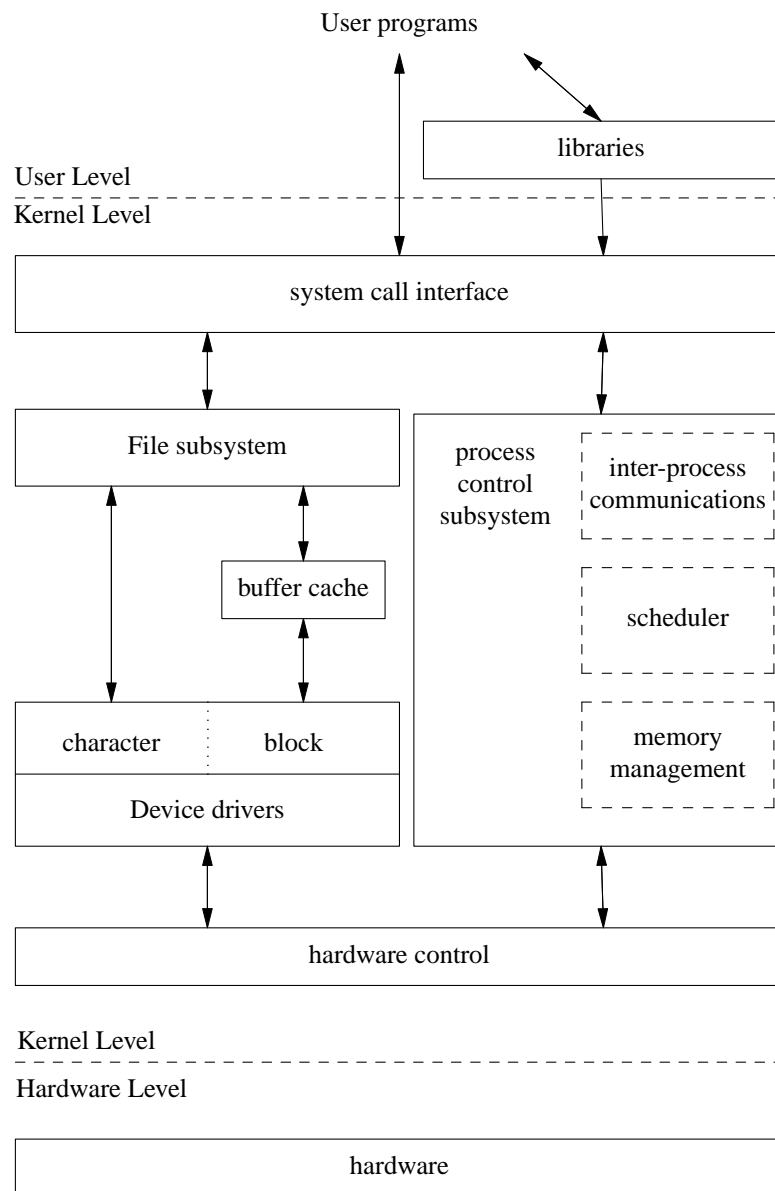 User programs
libraries
User Level
Kernel Level
system call interface
File subsystem
process
control
subsystem
inter-process
communications
buffer cache
scheduler
character
block
memory
management
Device drivers
hardware control
Kernel Level
Hardware Level
hardware